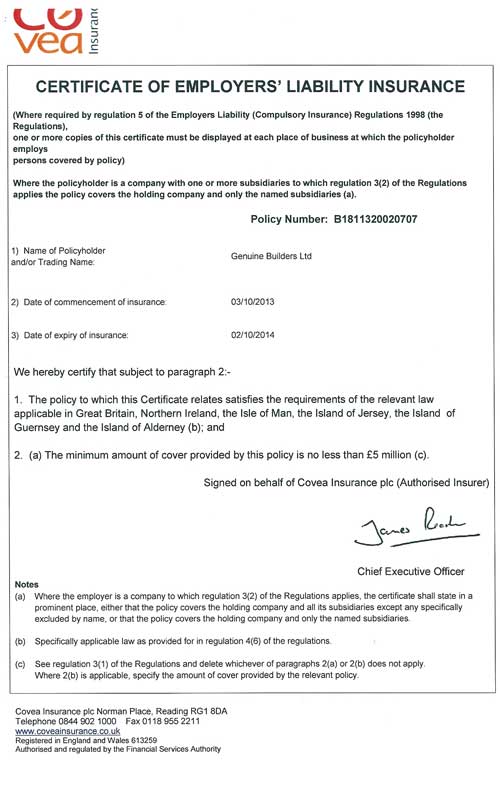 covea
Insurance
CERTIFICATE OF EMPLOYERS' LIABILITY INSURANCE
(Where required by regulation 5 of the Employers Liability (Compulsory Insurance) Regulations 1998 (the
Regulations),
one or more copies of this certificate must be displayed at each place of business at which the policyholder
employs
persons covered by policy)
Where the policyholder is a company with one or more subsidiaries to which regulation 3(2) of the Regulations
applies the policy covers the holding company and only the named subsidiaries (a).
Policy Number: B1811320020707
1) Name of Policyholder
and/or Trading Name:
Genuine Builders Ltd
2) Date of commencement of insurance:
03/10/2013
3) Date of expiry of insurance:
02/10/2014
We hereby certify that subject to paragraph 2:-
1. The policy to which this Certificate relates satisfies the requirements of the relevant law
applicable in Great Britain, Northern Ireland, the Isle of Man, the Island of Jersey, the Island of
Guernsey and the Island of Alderney (b); and
2. (a) The minimum amount of cover provided by this policy is no less than £5 million (c).
Signed on behalf of Covea Insurance plc (Authorised Insurer)
James
Chief Executive Officer
Notes
(a) Where the employer is a company to which regulation 3(2) of the Regulations applies, the certificate shall state in a
prominent place, either that the policy covers the holding company and all its subsidiaries except any specifically
excluded by name, or that the policy covers the holding company and only the named subsidiaries.
(b) Specifically applicable law as provided for in regulation 4(6) of the regulations.
(c) See regulation 3(1) of the Regulations and delete whichever of paragraphs 2(a) or 2(b) does not apply.
Where 2(b) is applicable, specify the amount of cover provided by the relevant policy.
Covea Insurance plc Norman Place, Reading RG1 8DA
Telephone 0844 902 1000 Fax 0118 955 2211
www.coveainsurance.co.uk
Registered in England and Wales 613259
Authorised and regulated by the Financial Services Authority